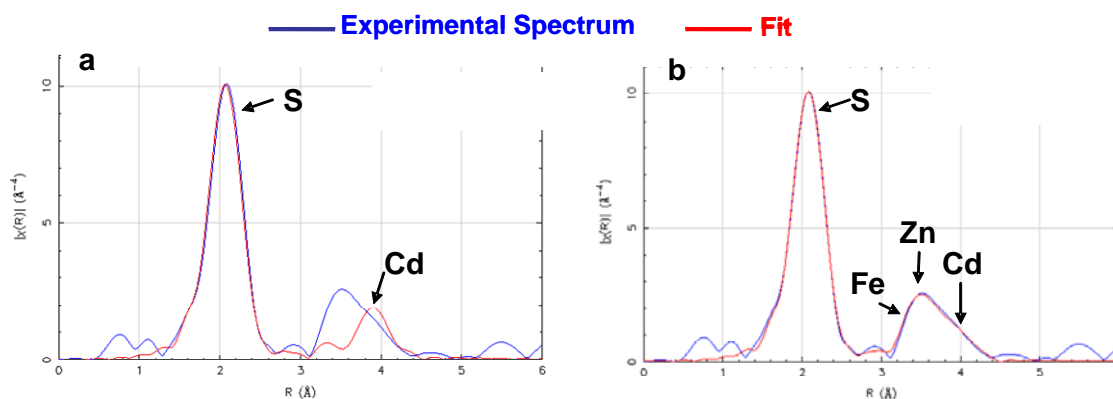 Experimental Spectrum Fit
a
S
Cd
10
5
0
|χ(R)| (Å⁻⁴)
0 1 2 3 4 5 6
R (Å)
b
S
Zn
Cd
Fe
10
5
0
|χ(R)| (Å⁻⁴)
0 1 2 3 4 5
R (Å)